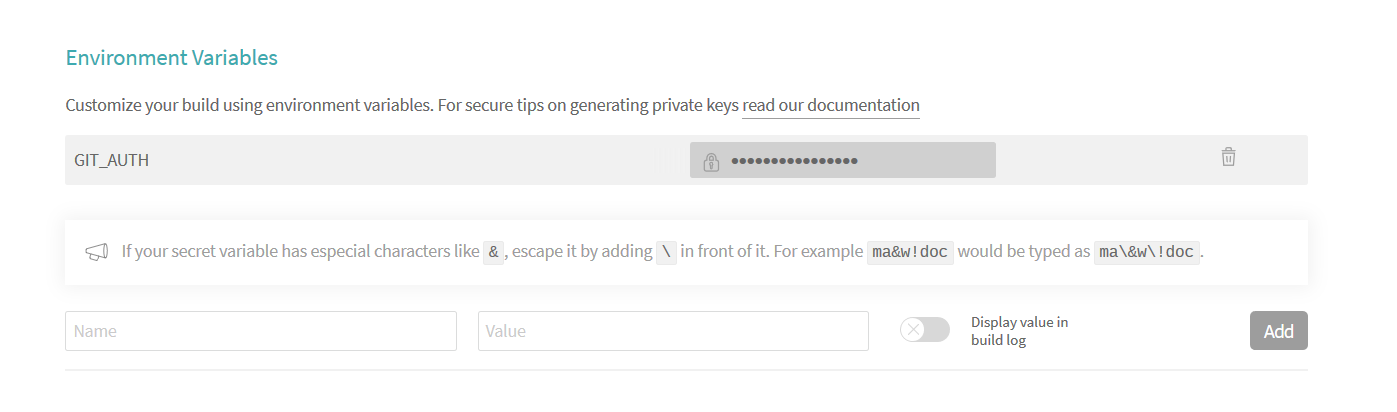 Environment Variables
Customize your build using environment variables. For secure tips on generating private keys read our documentation
GIT_AUTH ••••••••••••••••
If your secret variable has especial characters like & , escape it by adding \ in front of it. For example ma&w!doc would be typed as ma\&w\!doc .
Name Value Display value in
build log Add